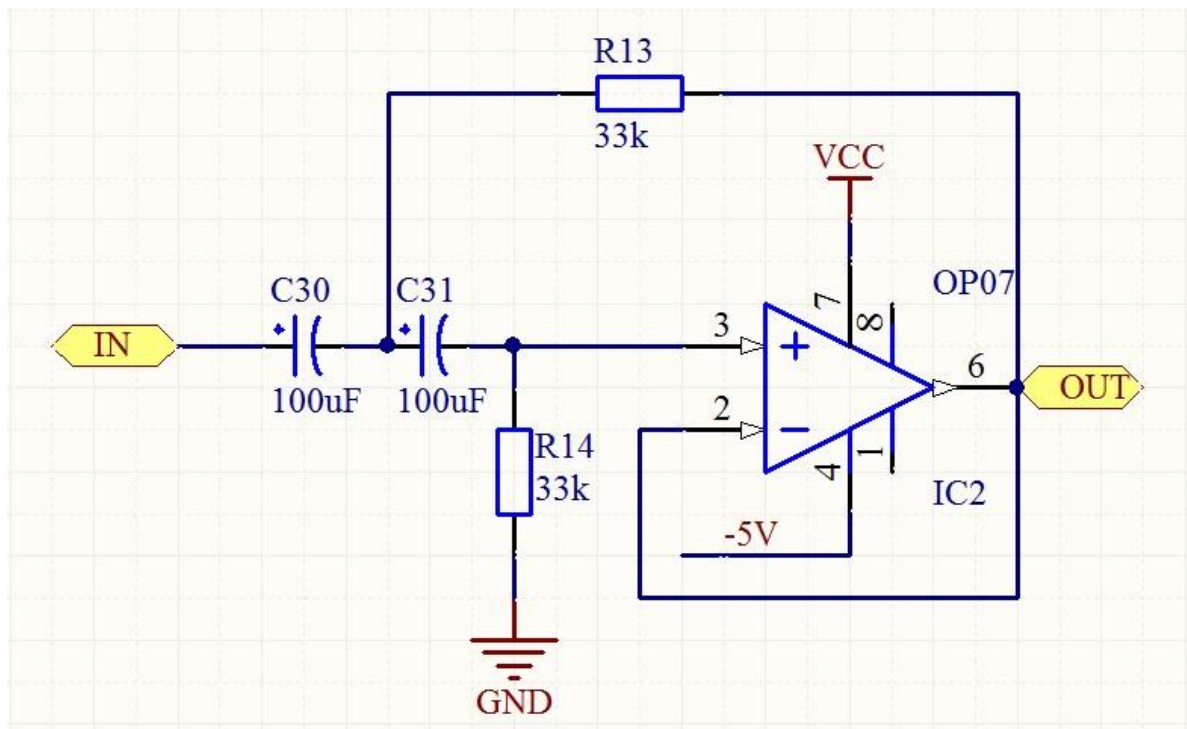 R13
33k
VCC
C30
C31
OP07
7
8
IN
3
6
100uF
100uF
2
OUT
R14
33k
4
1
IC2
-5V
GND